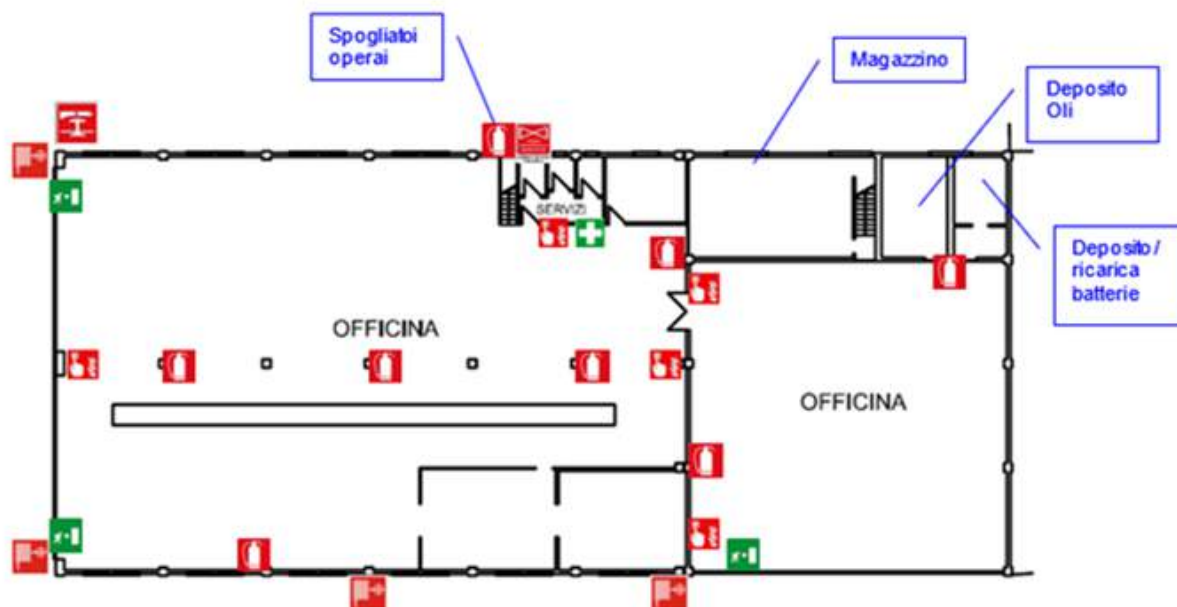 Spogliatoi
operai
Magazzino
Deposito
Oli
SERVIZI
Deposito/
ricarica
batterie
OFFICINA
OFFICINA